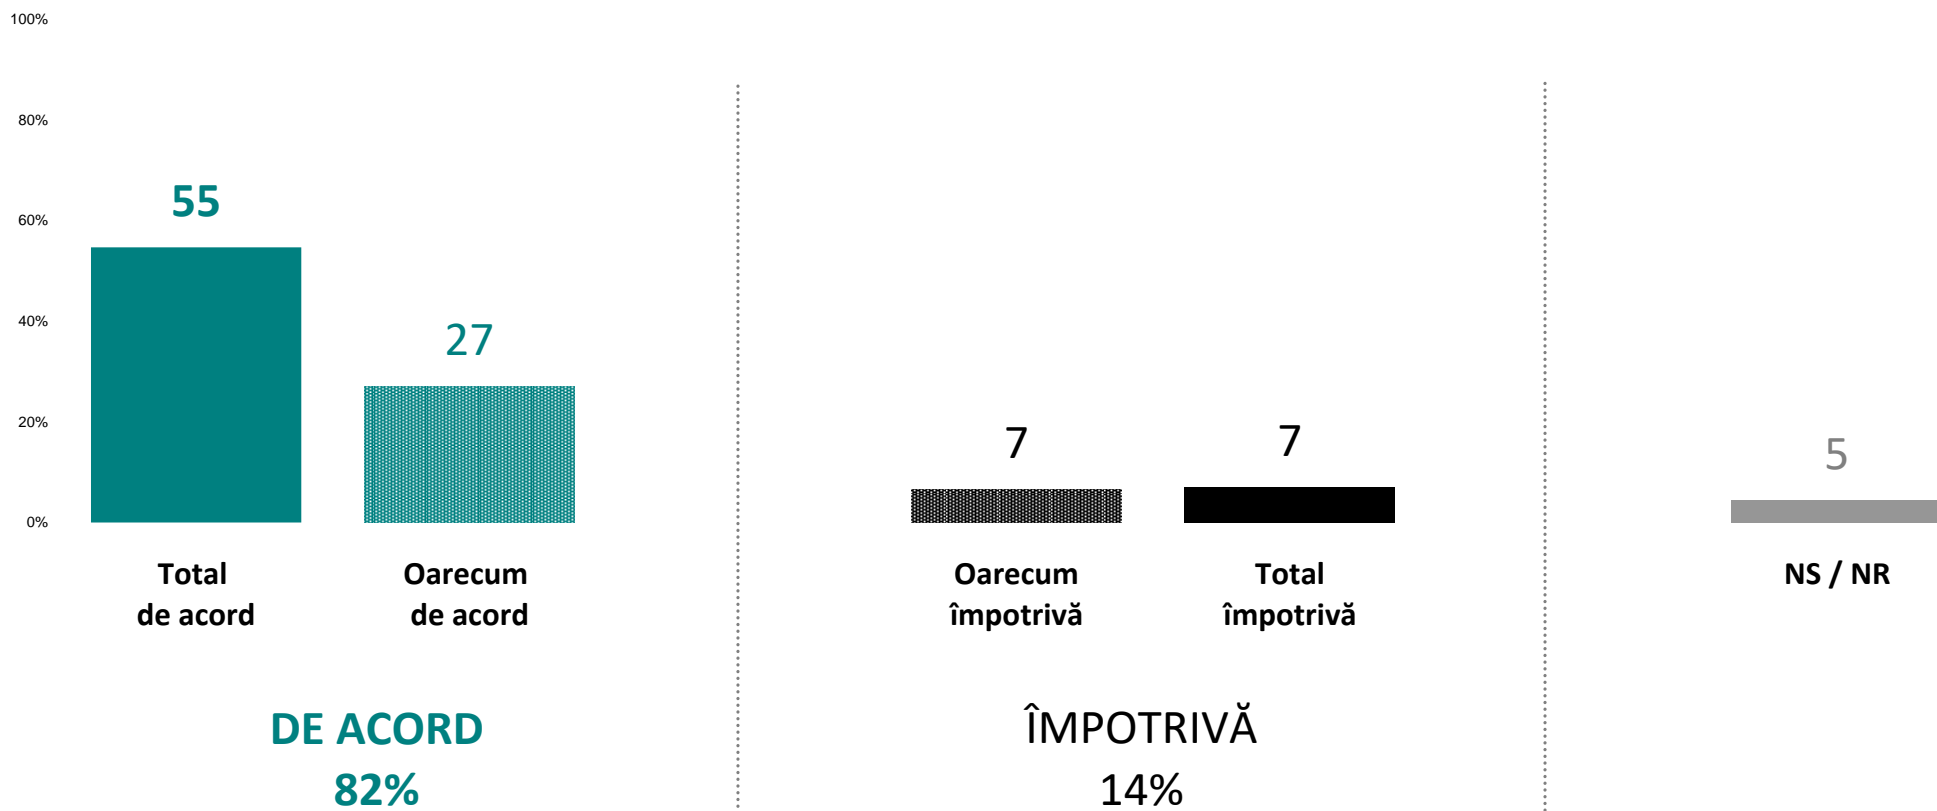 100%
80%
60%
40%
20%
0%
55
27
7
7
5
Total
de acord
Oarecum
de acord
Oarecum
împotrivă
Total
împotrivă
NS / NR
DE ACORD
82%
ÎMPOTRIVĂ
14%